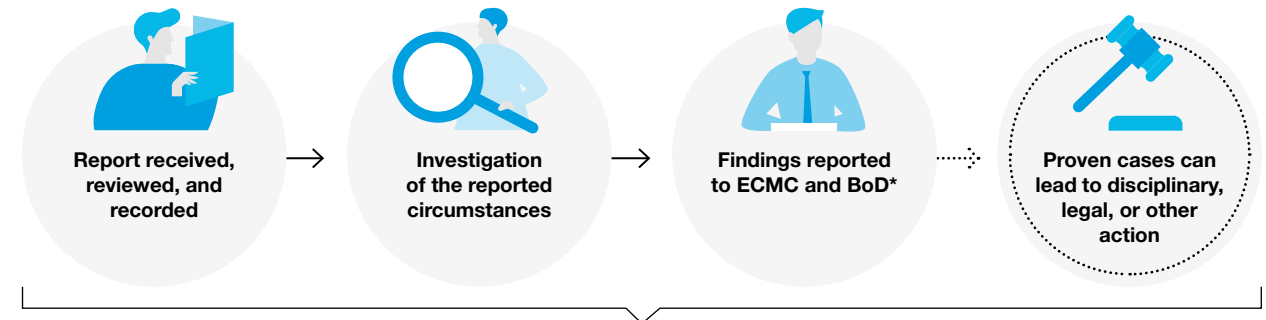 Report received,
reviewed, and
recorded
Investigation
of the reported
circumstances
Findings reported
to ECMC and BoD*
Proven cases can
lead to disciplinary,
legal, or other
action